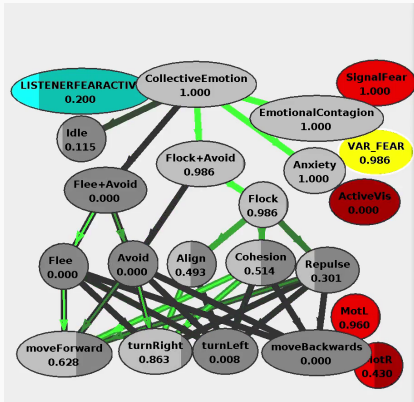 LISTENERFEARACTIV
0.200
CollectiveEmotion
1.000
SignalFear
1.000
EmotionalContagion
1.000
Idle
0.115
VAR_FEAR
0.986
Flock+Avoid
0.986
Anxiety
1.000
Flee+Avoid
0.000
ActiveVis
0.000
Flock
0.986
Flee
0.000
Avoid
0.000
Align
0.493
Cohesion
0.514
Repulse
0.301
MotL
0.960
moveForward
0.628
turnRight
0.863
turnLeft
0.008
moveBackwards
0.000
otR
0.430